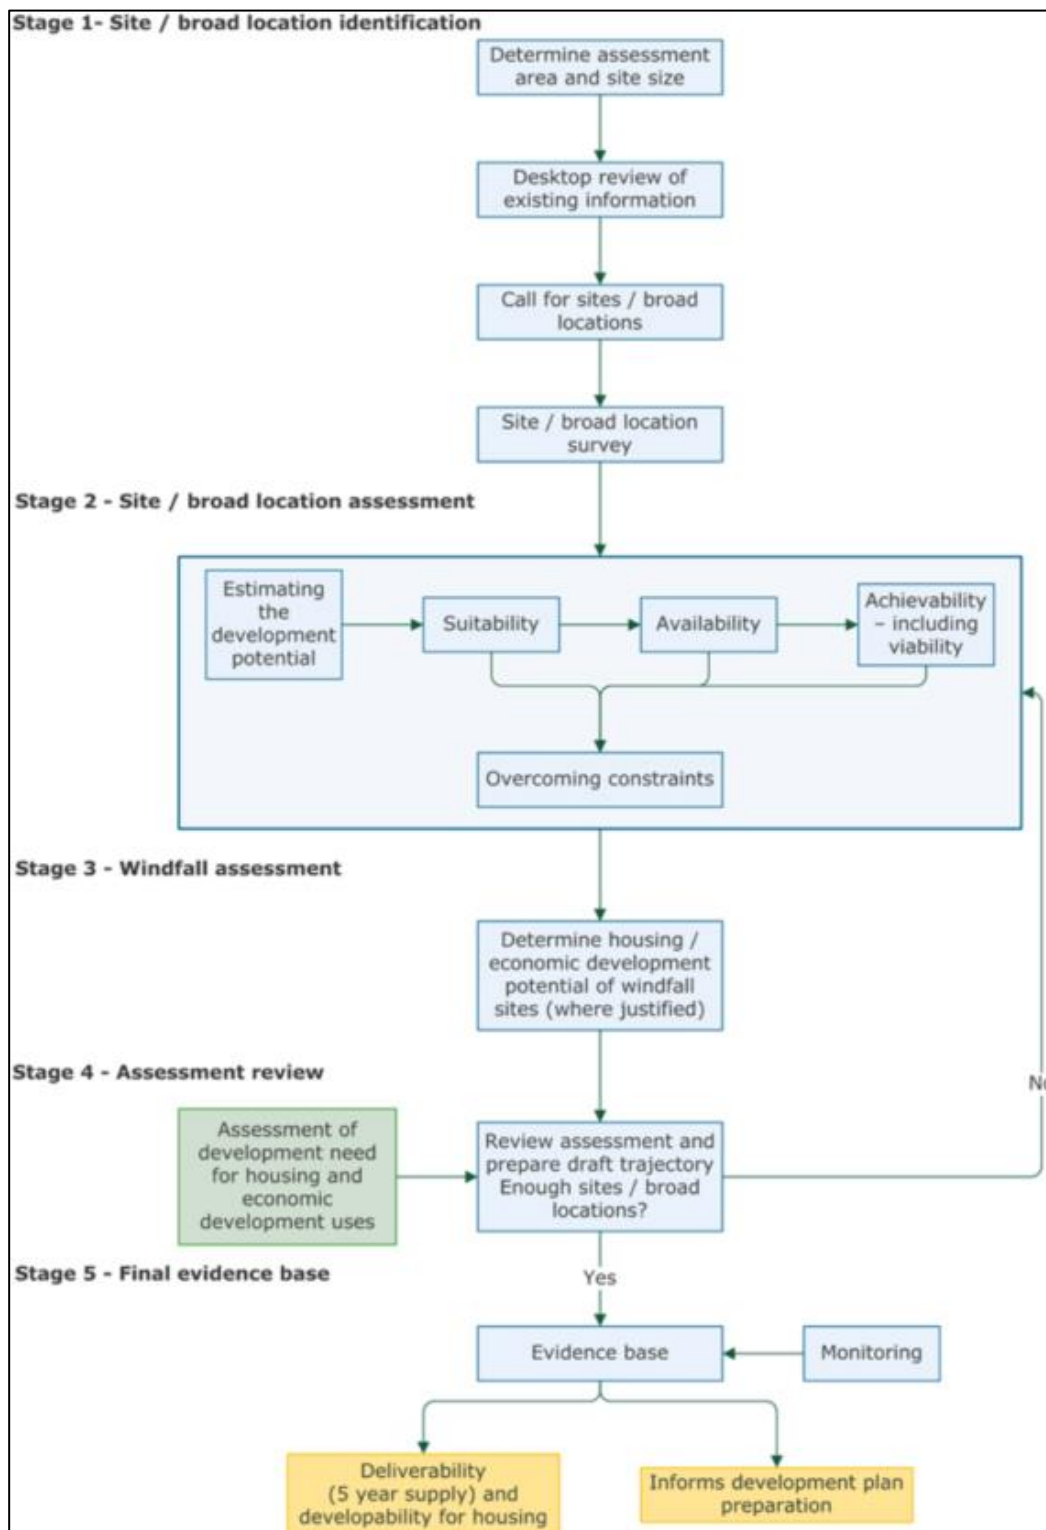 Stage 1- Site / broad location identification
Determine assessment
area and site size
Desktop review of
existing information
Call for sites / broad
locations
Site / broad location
survey
Stage 2 - Site / broad location assessment
Estimating
the
development
potential
Suitability
Availability
Achievability
– including
viability
Overcoming constraints
Stage 3 - Windfall assessment
Determine housing /
economic development
potential of windfall
sites (where justified)
Stage 4 - Assessment review
Assessment of
development need
for housing and
economic
development uses
Review assessment and
prepare draft trajectory
Enough sites / broad
locations?
No
Stage 5 - Final evidence base
Yes
Evidence base
Monitoring
Deliverability
(5 year supply) and
developability for housing
Informs development plan
preparation